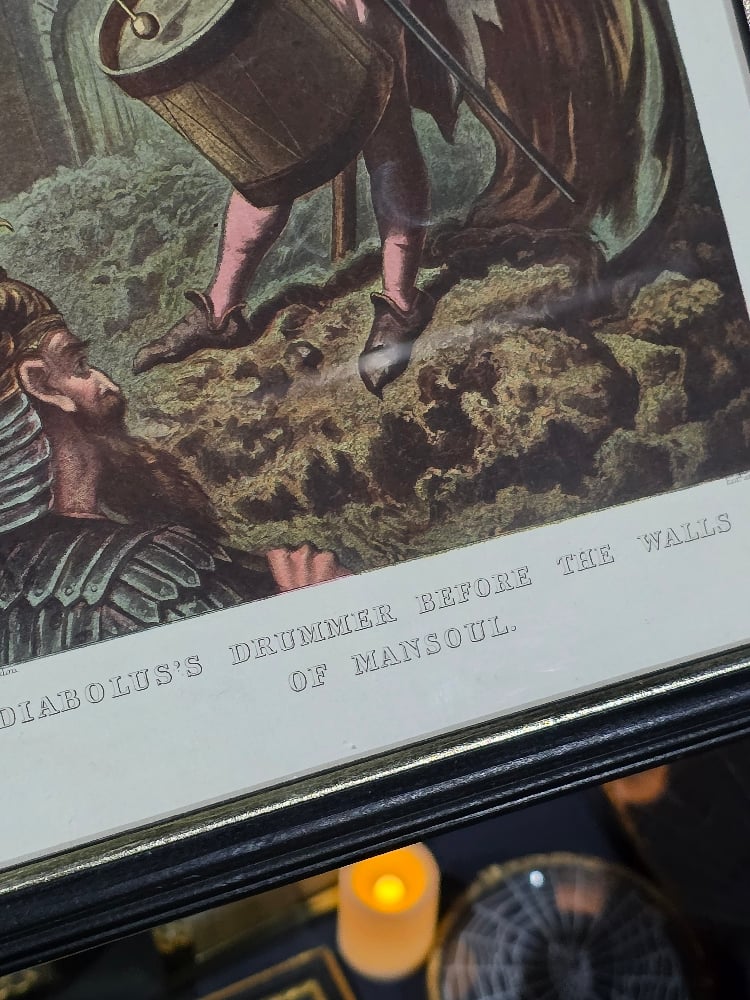 DIABOLUS'S DRUMMER BEFORE THE WALLS
OF MANSOUL.